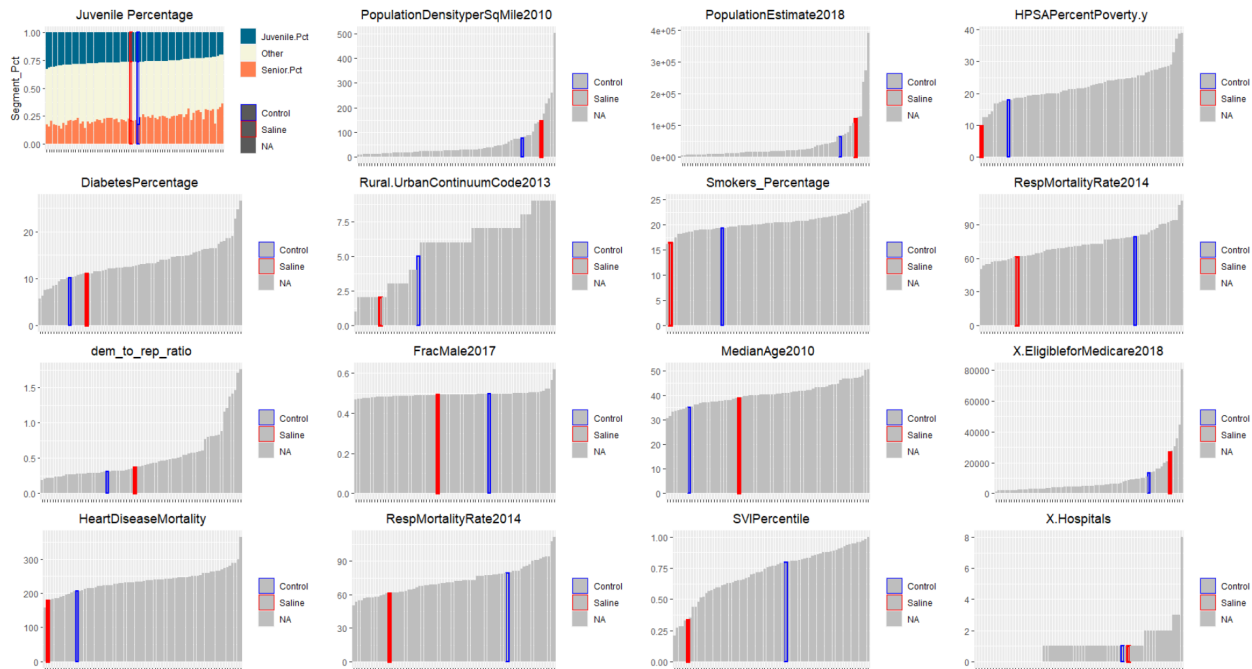 Juvenile Percentage
Segment_Pct
1.00
0.75
0.50
0.25
0.00
Juvenile.Pct
Other
Senior.Pct
Control
Saline
NA
PopulationDensityperSqMile2010
500
400
300
200
100
0
Control
Saline
NA
PopulationEstimate2018
4e+05
3e+05
2e+05
1e+05
0e+00
Control
Saline
NA
HPSAPercentPoverty.y
40
30
20
10
0
Control
Saline
NA
DiabetesPercentage
20
10
0
Control
Saline
NA
Rural.UrbanContinuumCode2013
7.5
5.0
2.5
0.0
Control
Saline
NA
Smokers_Percentage
25
20
15
10
5
0
Control
Saline
NA
RespMortalityRate2014
90
60
30
0
Control
Saline
NA
dem_to_rep_ratio
1.5
1.0
0.5
0.0
Control
Saline
NA
FracMale2017
0.6
0.4
0.2
0.0
Control
Saline
NA
MedianAge2010
50
40
30
20
10
0
Control
Saline
NA
X.EligibleforMedicare2018
80000
60000
40000
20000
0
Control
Saline
NA
HeartDiseaseMortality
300
200
100
0
Control
Saline
NA
RespMortalityRate2014
90
60
30
0
Control
Saline
NA
SVIPercentile
1.00
0.75
0.50
0.25
0.00
Control
Saline
NA
X.Hospitals
8
6
4
2
0
Control
Saline
NA